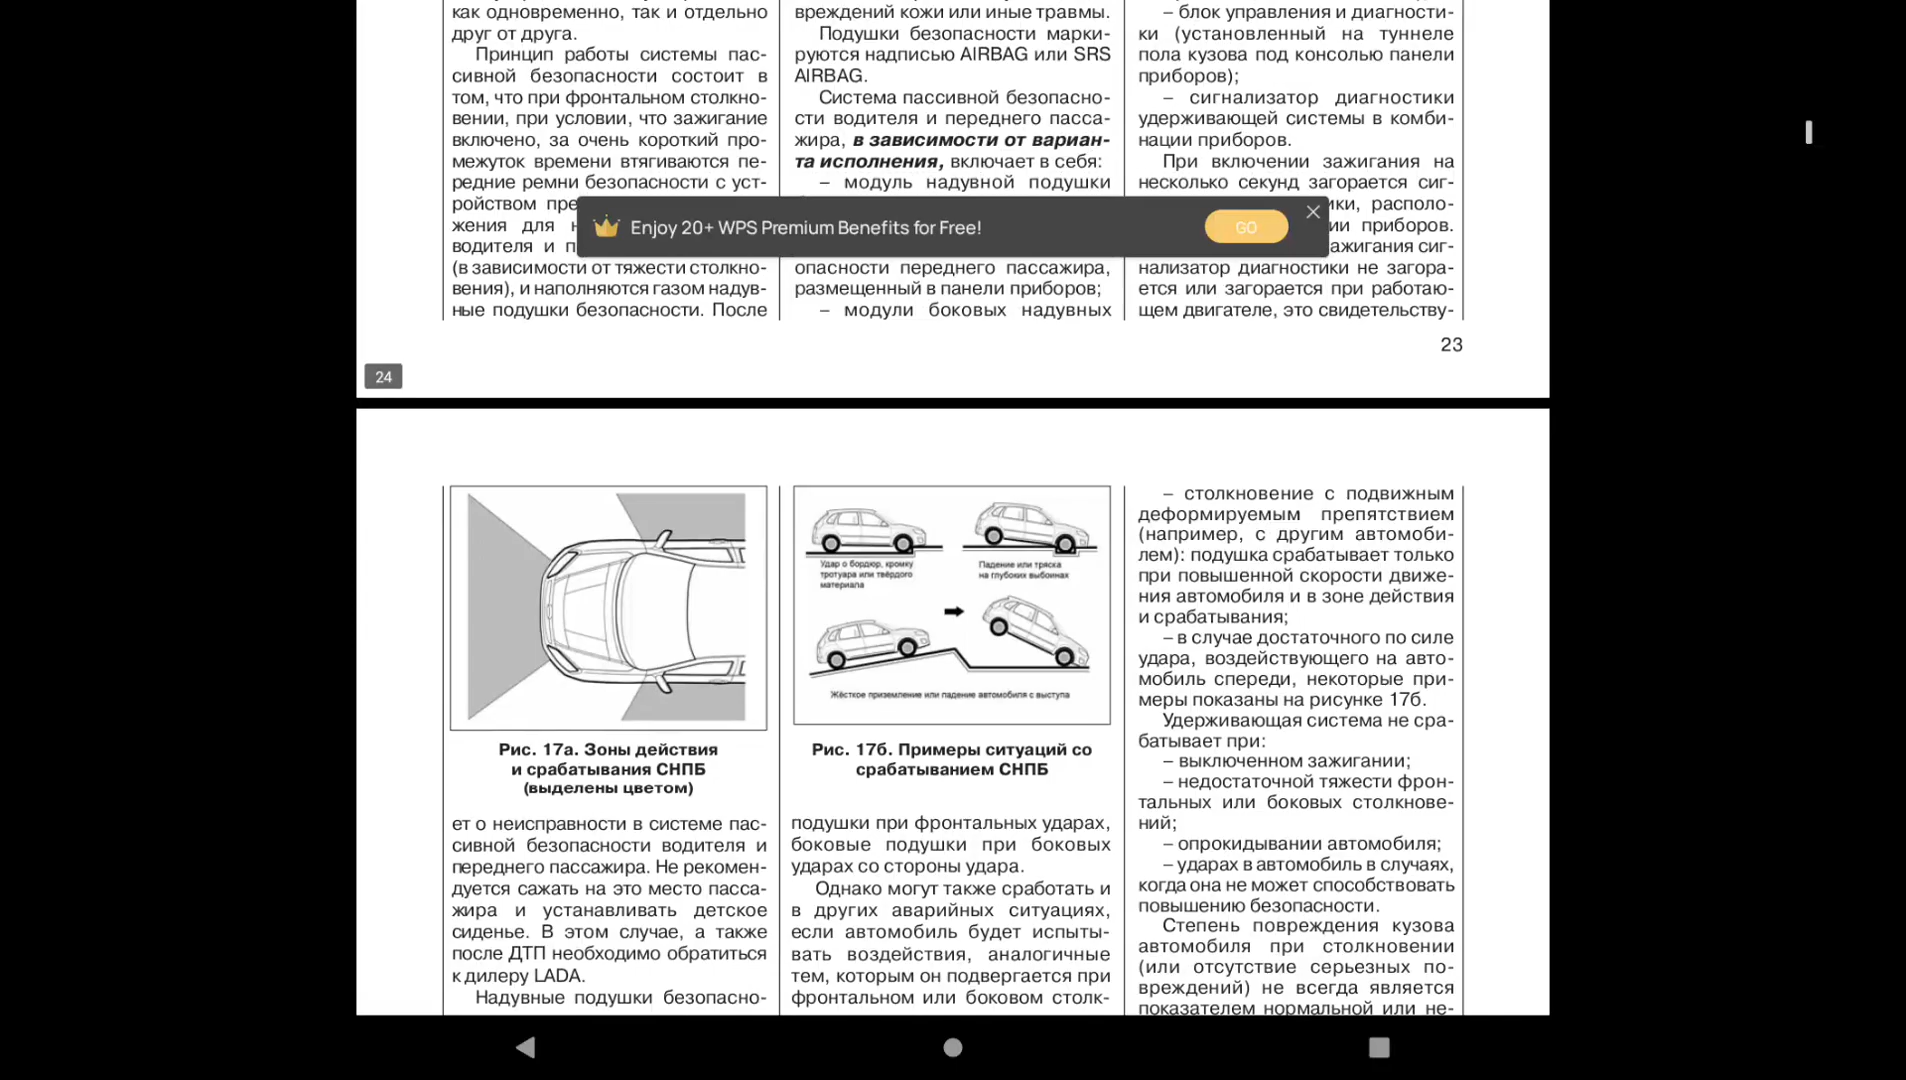 как одновременно, так и отдельно
друг от друга.
Принцип работы системы пас-
сивной безопасности состоит в
том, что при фронтальном столкно-
вении, при условии, что зажигание
включено, за очень короткий про-
межуток времени втягиваются пе-
редние ремни безопасности с уст-
ройством пре
жения для н
водителя и п
(в зависимости от тяжести столкно-
вения), и наполняются газом надув-
ные подушки безопасности. После
вреждений кожи или иные травмы.
Подушки безопасности марки-
руются надписью AIRBAG или SRS
AIRBAG.
Система пассивной безопасно-
сти водителя и переднего пасса-
жира, в зависимости от вариан-
та исполнения, включает в себя:
– модуль надувной подушки
опасности переднего пассажира,
размещенный в панели приборов;
– модули боковых надувных
– блок управления и диагности-
ки (установленный на туннеле
пола кузова под консолью панели
приборов);
– сигнализатор диагностики
удерживающей системы в комби-
нации приборов.
При включении зажигания на
несколько секунд загорается сиг-
ики, располо-
ии приборов.
ажигания сиг-
нализатор диагностики не загора-
ется или загорается при работаю-
щем двигателе, это свидетельству-
Enjoy 20+ WPS Premium Benefits for Free!
GO
23
24
Удар о бордюр, кромку
тротуара или твёрдого
материала
Падение или тряска
на глубоких выбоинах
Жёсткое приземление или падение автомобиля с выступа
Рис. 17а. Зоны действия
и срабатывания СНПБ
(выделены цветом)
ет о неисправности в системе пас-
сивной безопасности водителя и
переднего пассажира. Не рекомен-
дуется сажать на это место пасса-
жира и устанавливать детское
сиденье. В этом случае, а также
после ДТП необходимо обратиться
к дилеру LADA.
Надувные подушки безопасно-
Рис. 17б. Примеры ситуаций со
срабатыванием СНПБ
подушки при фронтальных ударах,
боковые подушки при боковых
ударах со стороны удара.
Однако могут также сработать и
в других аварийных ситуациях,
если автомобиль будет испыты-
вать воздействия, аналогичные
тем, которым он подвергается при
фронтальном или боковом столк-
– столкновение с подвижным
деформируемым препятствием
(например, с другим автомоби-
лем): подушка срабатывает только
при повышенной скорости движе-
ния автомобиля и в зоне действия
и срабатывания;
– в случае достаточного по силе
удара, воздействующего на авто-
мобиль спереди, некоторые при-
меры показаны на рисунке 17б.
Удерживающая система не сра-
батывает при:
– выключенном зажигании;
– недостаточной тяжести фрон-
тальных или боковых столкнове-
ний;
– опрокидывании автомобиля;
– ударах в автомобиль в случаях,
когда она не может способствовать
повышению безопасности.
Степень повреждения кузова
автомобиля при столкновении
(или отсутствие серьезных по-
вреждений) не всегда является
показателем нормальной или не-